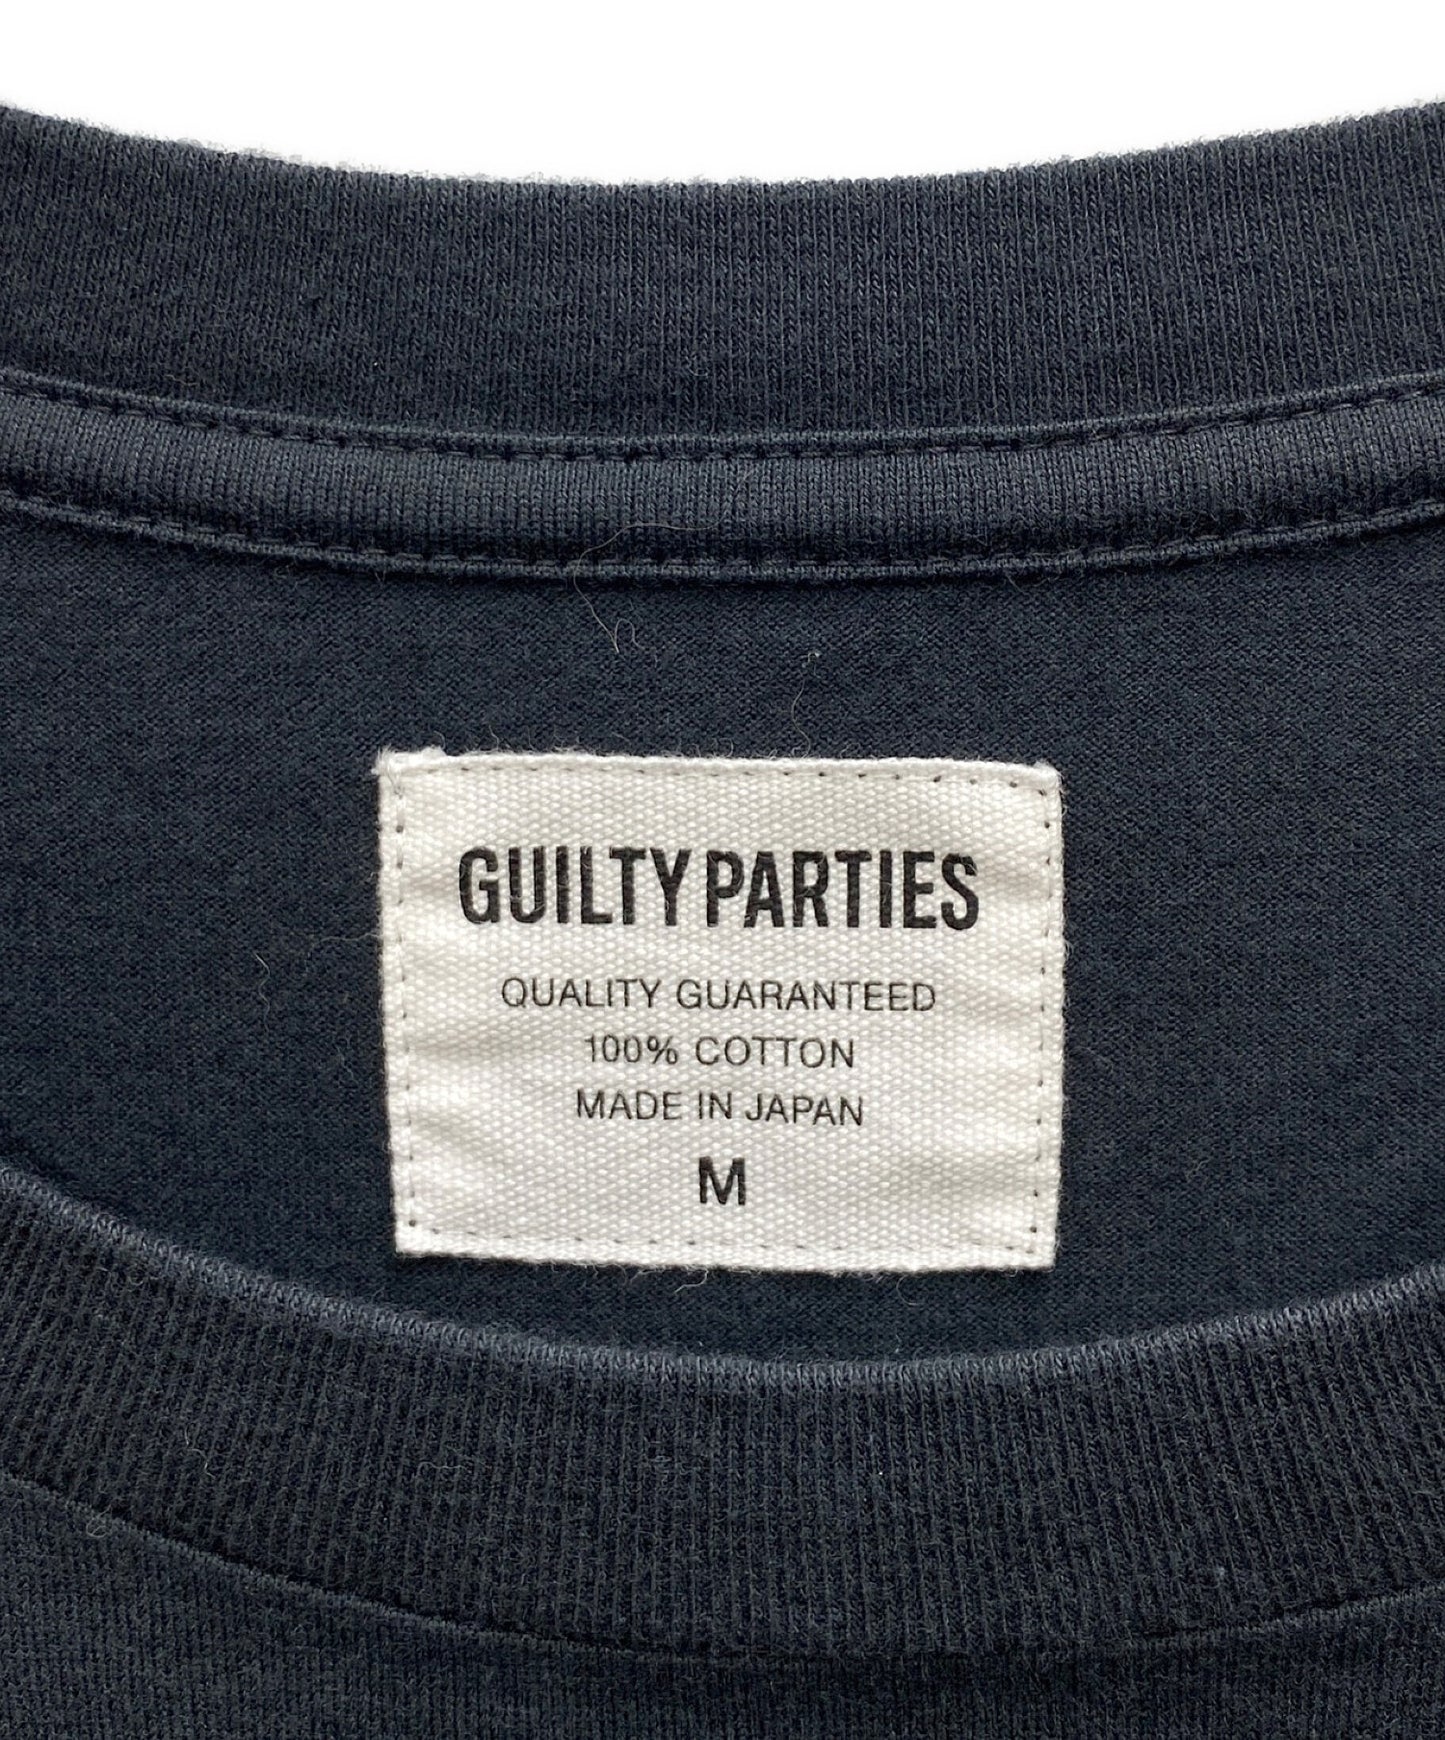 GUILTY PARTIES
QUALITY GUARANTEED
100% COTTON
MADE IN JAPAN
M